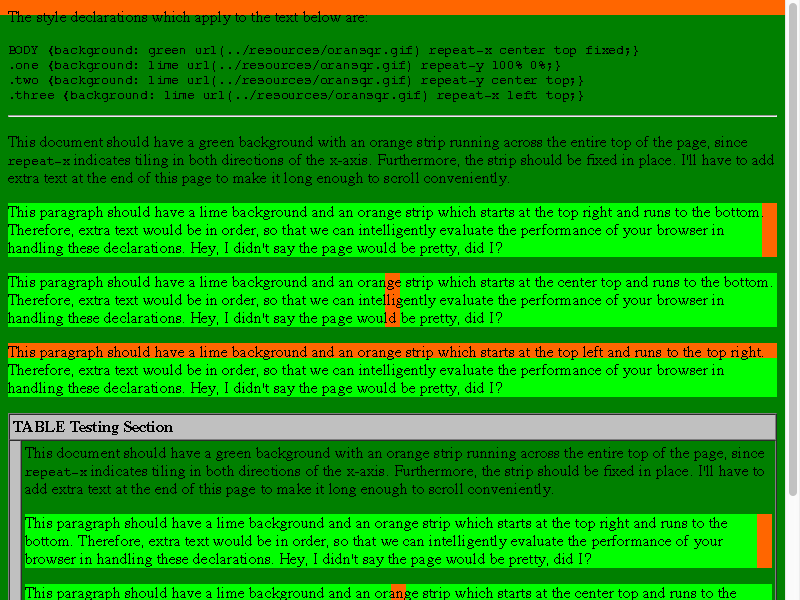 The style declarations which apply to the text below are:
BODY {background: green url(../resources/oransqr.gif) repeat-x center top fixed;}
.one {background: lime url(../resources/oransqr.gif) repeat-y 100% 0%;}
.two {background: lime url(../resources/oransqr.gif) repeat-y center top;}
.three {background: lime url(../resources/oransqr.gif) repeat-x left top;}
This document should have a green background with an orange strip running across the entire top of the page, since
repeat-x indicates tiling in both directions of the x-axis. Furthermore, the strip should be fixed in place. I'll have to add
extra text at the end of this page to make it long enough to scroll conveniently.
This paragraph should have a lime background and an orange strip which starts at the top right and runs to the bottom.
Therefore, extra text would be in order, so that we can intelligently evaluate the performance of your browser in
handling these declarations. Hey, I didn't say the page would be pretty, did I?
This paragraph should have a lime background and an orange strip which starts at the center top and runs to the bottom.
Therefore, extra text would be in order, so that we can intelligently evaluate the performance of your browser in
handling these declarations. Hey, I didn't say the page would be pretty, did I?
This paragraph should have a lime background and an orange strip which starts at the top left and runs to the top right.
Therefore, extra text would be in order, so that we can intelligently evaluate the performance of your browser in
handling these declarations. Hey, I didn't say the page would be pretty, did I?
TABLE Testing Section
This document should have a green background with an orange strip running across the entire top of the page, since
repeat-x indicates tiling in both directions of the x-axis. Furthermore, the strip should be fixed in place. I'll have to
add extra text at the end of this page to make it long enough to scroll conveniently.
This paragraph should have a lime background and an orange strip which starts at the top right and runs to the
bottom. Therefore, extra text would be in order, so that we can intelligently evaluate the performance of your
browser in handling these declarations. Hey, I didn't say the page would be pretty, did I?
This paragraph should have a lime background and an orange strip which starts at the center top and runs to the